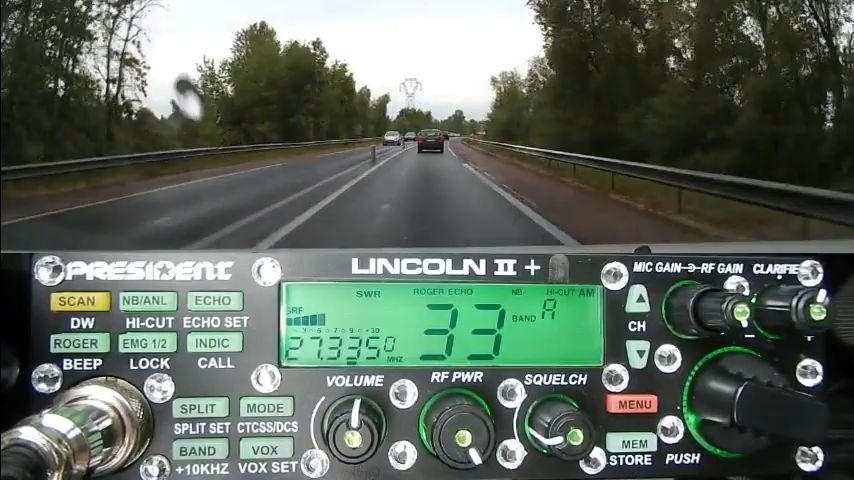 PRESIDENT LINCOLN II +
MIC GAIN RF GAIN CLARIFIER
SCAN NB/ANL ECHO
DW HI-CUT ECHO SET
ROGER EMG 1/2 INDIC
BEEP LOCK CALL
SWR ROGER ECHO NB HI-CUT AM
SRF
33 BAND A
27.3350 MHZ
CH
VOLUME RF PWR SQUELCH
SPLIT MODE
SPLIT SET CTCSS/DCS
BAND VOX
+10KHZ VOX SET
MENU
MEM
STORE PUSH